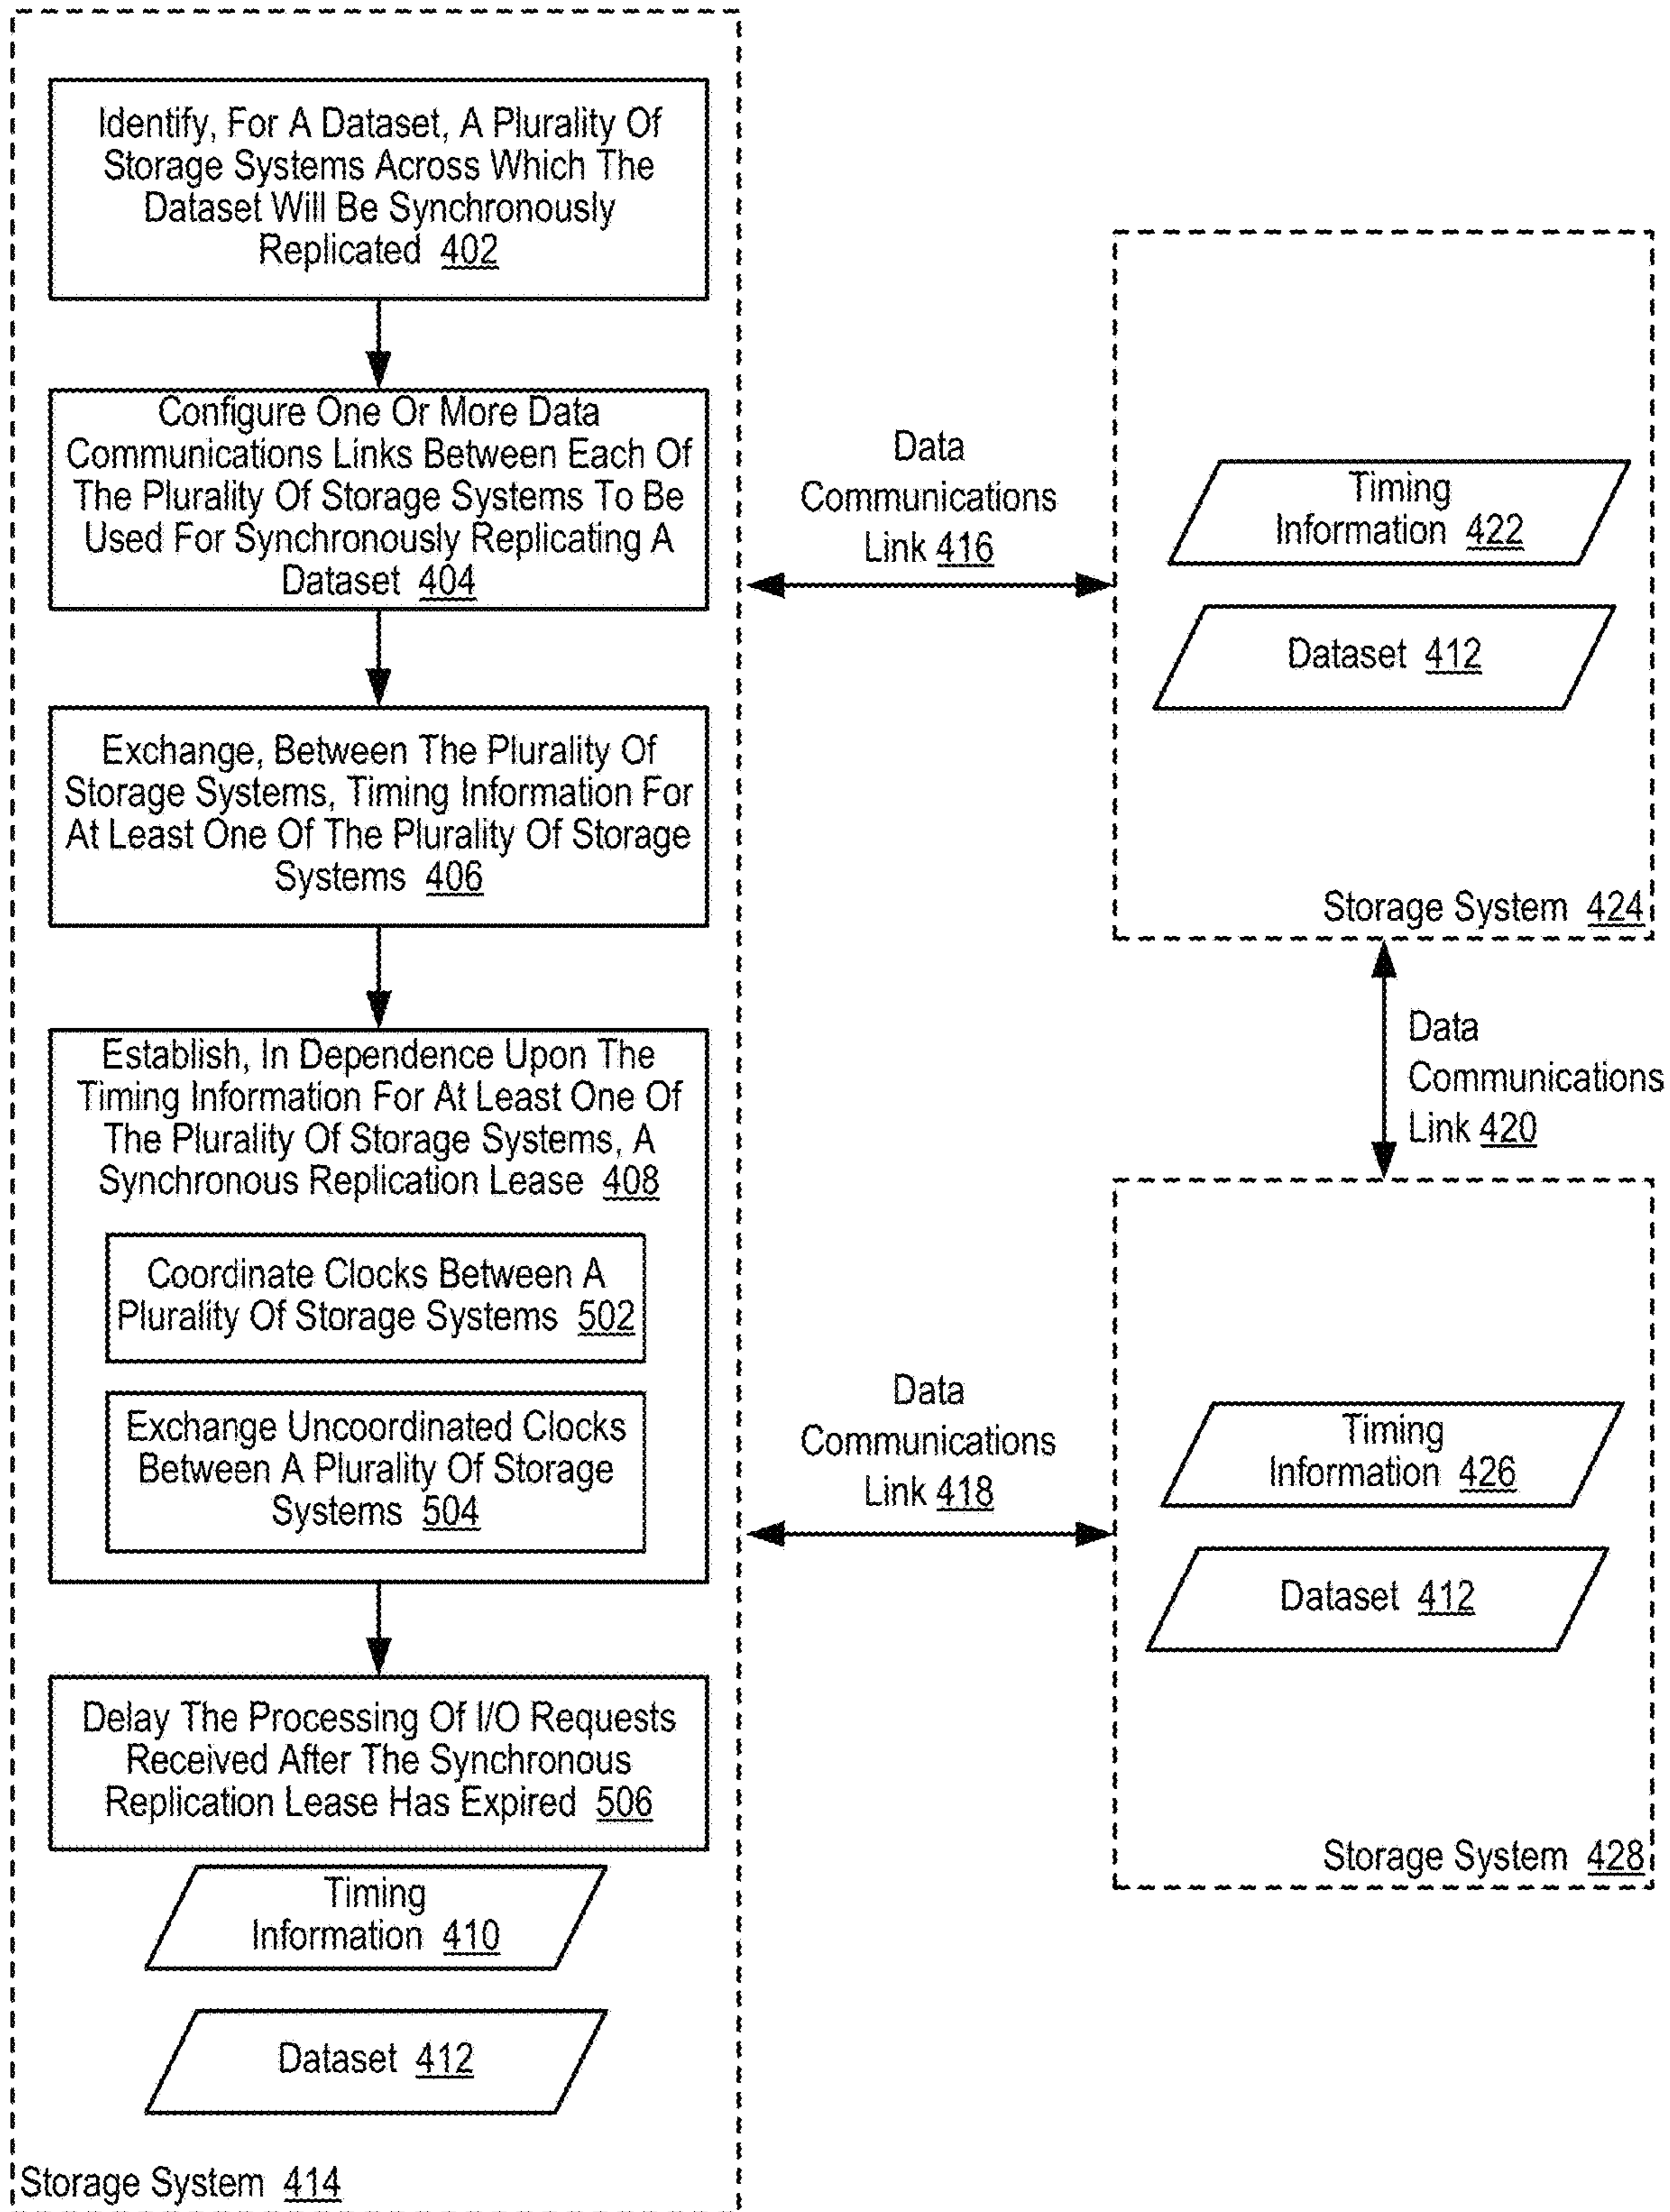 Identify, For A Dataset, A Plurality Of
Storage Systems Across Which The
Dataset Will Be Synchronously
Replicated 402
Configure One Or More Data
Communications Links Between Each Of
The Plurality Of Storage Systems To Be
Used For Synchronously Replicating A
Dataset 404
Exchange, Between The Plurality Of
Storage Systems, Timing Information For
At Least One Of The Plurality Of Storage
Systems 406
Establish, In Dependence Upon The
Timing Information For At Least One Of
The Plurality Of Storage Systems, A
Synchronous Replication Lease 408
Coordinate Clocks Between A
Plurality Of Storage Systems 502
Exchange Uncoordinated Clocks
Between A Plurality Of Storage
Systems 504
Delay The Processing Of I/O Requests
Received After The Synchronous
Replication Lease Has Expired 506
Timing
Information 410
Dataset 412
Storage System 414
Data
Communications
Link 416
Data
Communications
Link 418
Timing
Information 422
Dataset 412
Storage System 424
Data
Communications
Link 420
Timing
Information 426
Dataset 412
Storage System 428